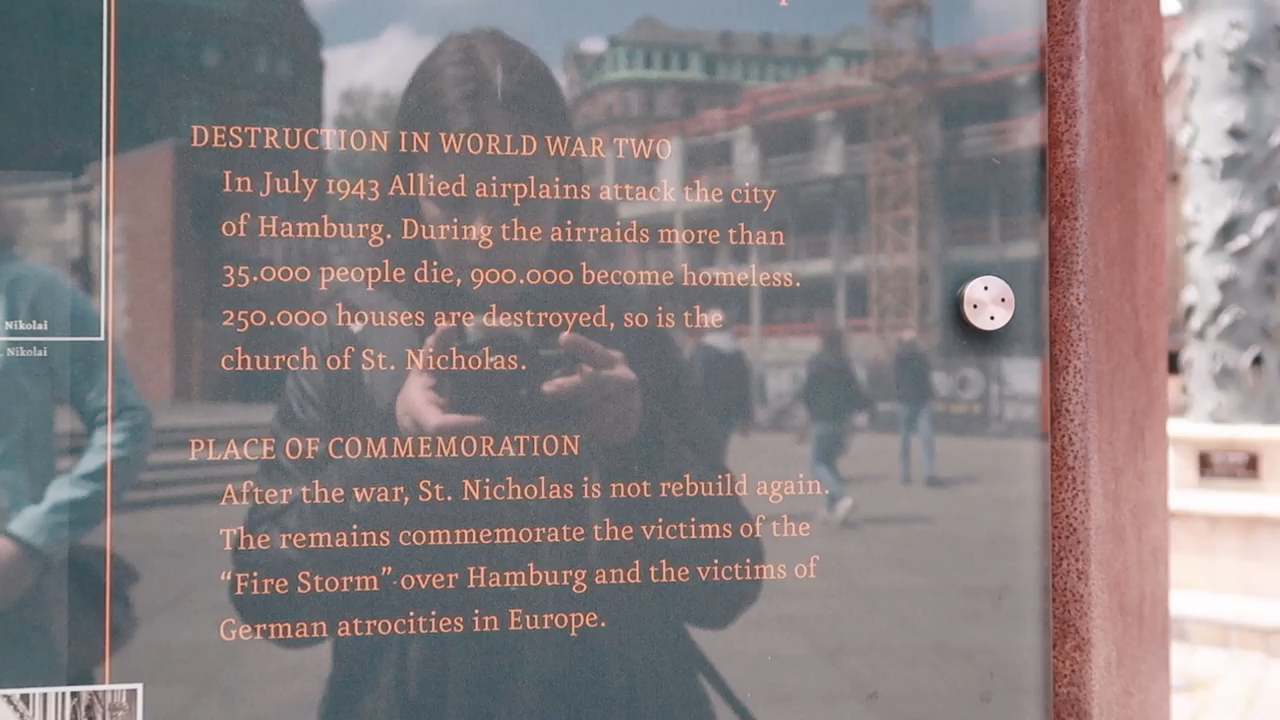 DESTRUCTION IN WORLD WAR TWO
In July 1943 Allied airplains attack the city
of Hamburg. During the airraids more than
35.000 people die, 900.000 become homeless.
250.000 houses are destroyed, so is the
church of St. Nicholas.
PLACE OF COMMEMORATION
After the war, St. Nicholas is not rebuild again.
The remains commemorate the victims of the
“Fire Storm” over Hamburg and the victims of
German atrocities in Europe.
Nikolai
Nikolai